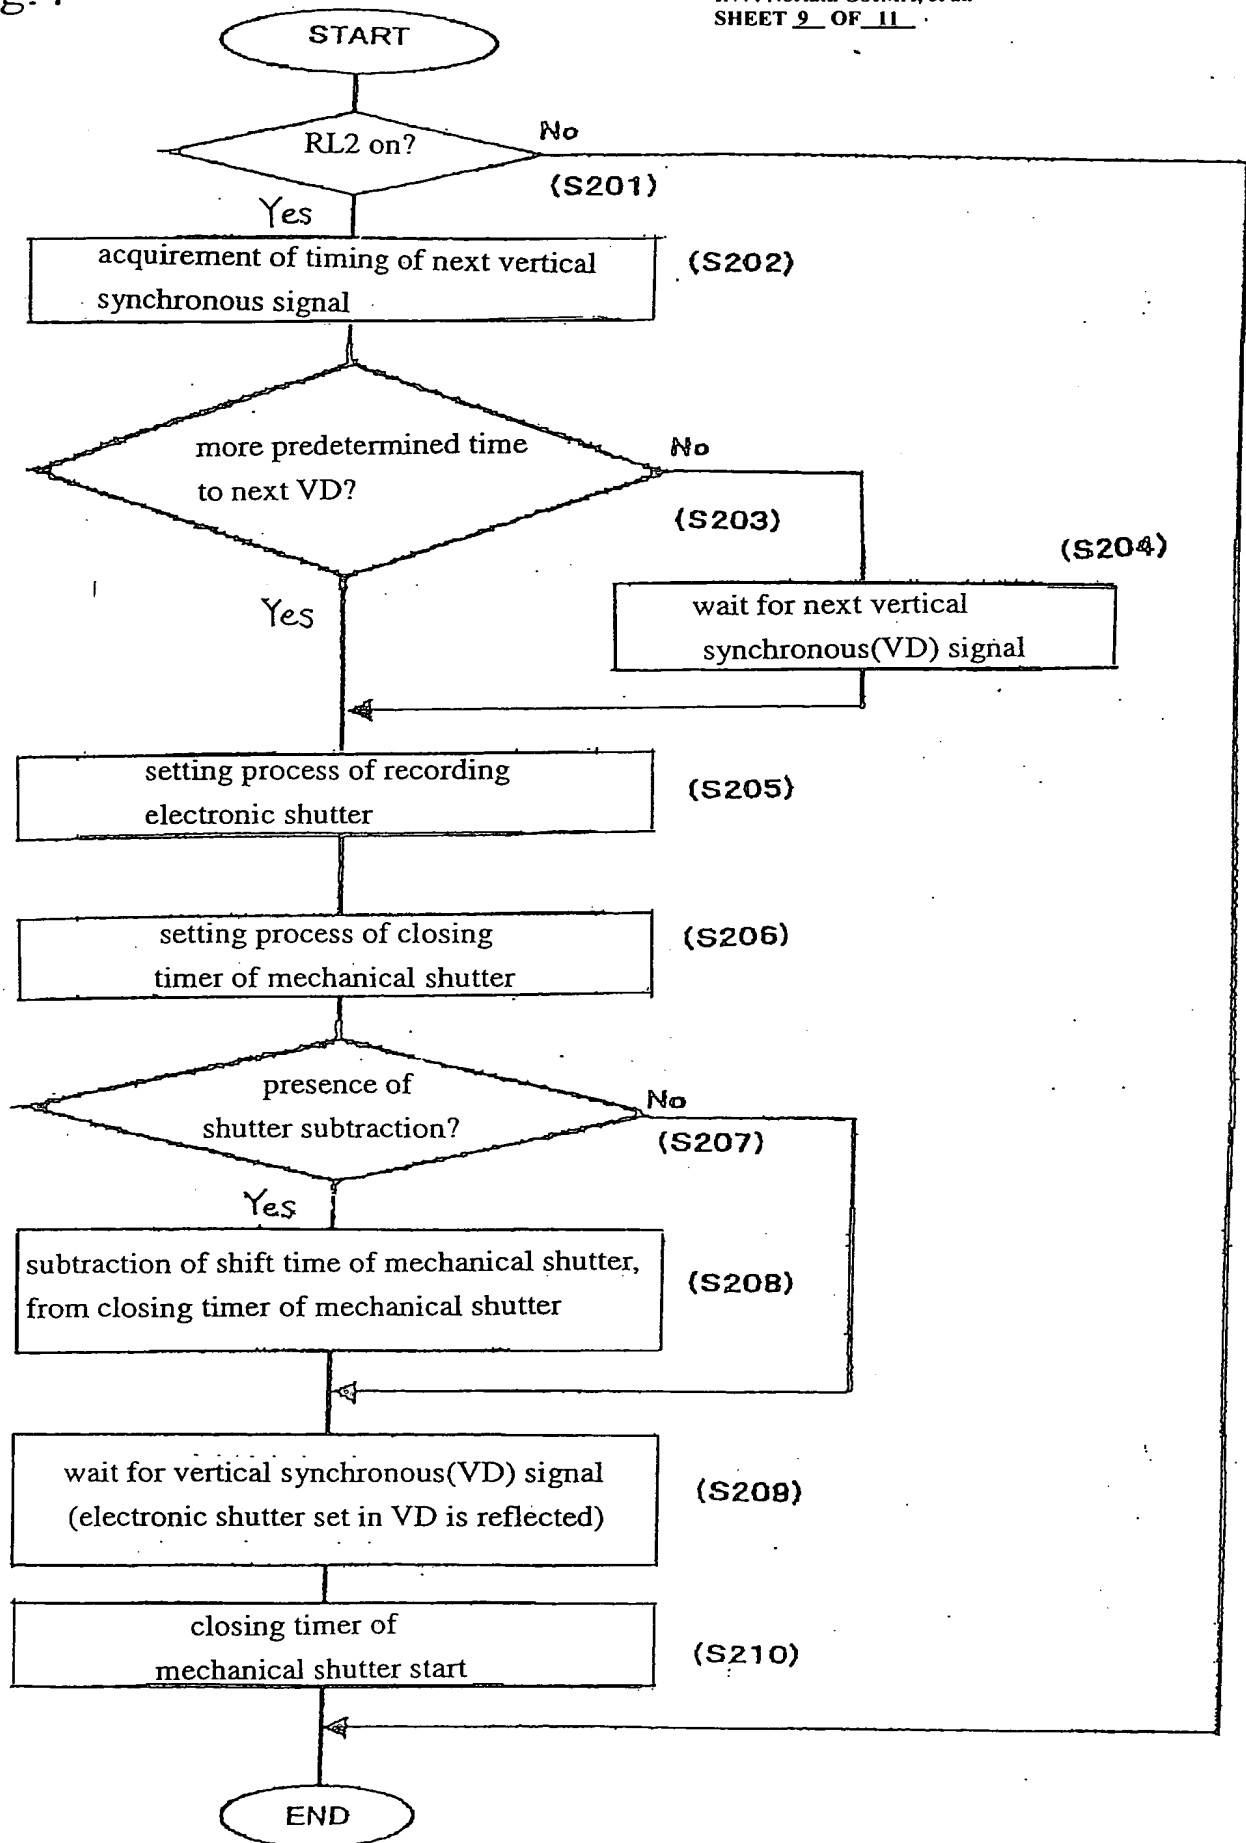 SHEET 9 OF 11
START
RL2 on?
No
(S201)
Yes
acquirement of timing of next vertical
synchronous signal
(S202)
more predetermined time
to next VD?
No
(S203)
(S204)
Yes
wait for next vertical
synchronous(VD) signal
setting process of recording
electronic shutter
(S205)
setting process of closing
timer of mechanical shutter
(S206)
presence of
shutter subtraction?
No
(S207)
Yes
subtraction of shift time of mechanical shutter,
from closing timer of mechanical shutter
(S208)
wait for vertical synchronous(VD) signal
(electronic shutter set in VD is reflected)
(S209)
closing timer of
mechanical shutter start
(S210)
END